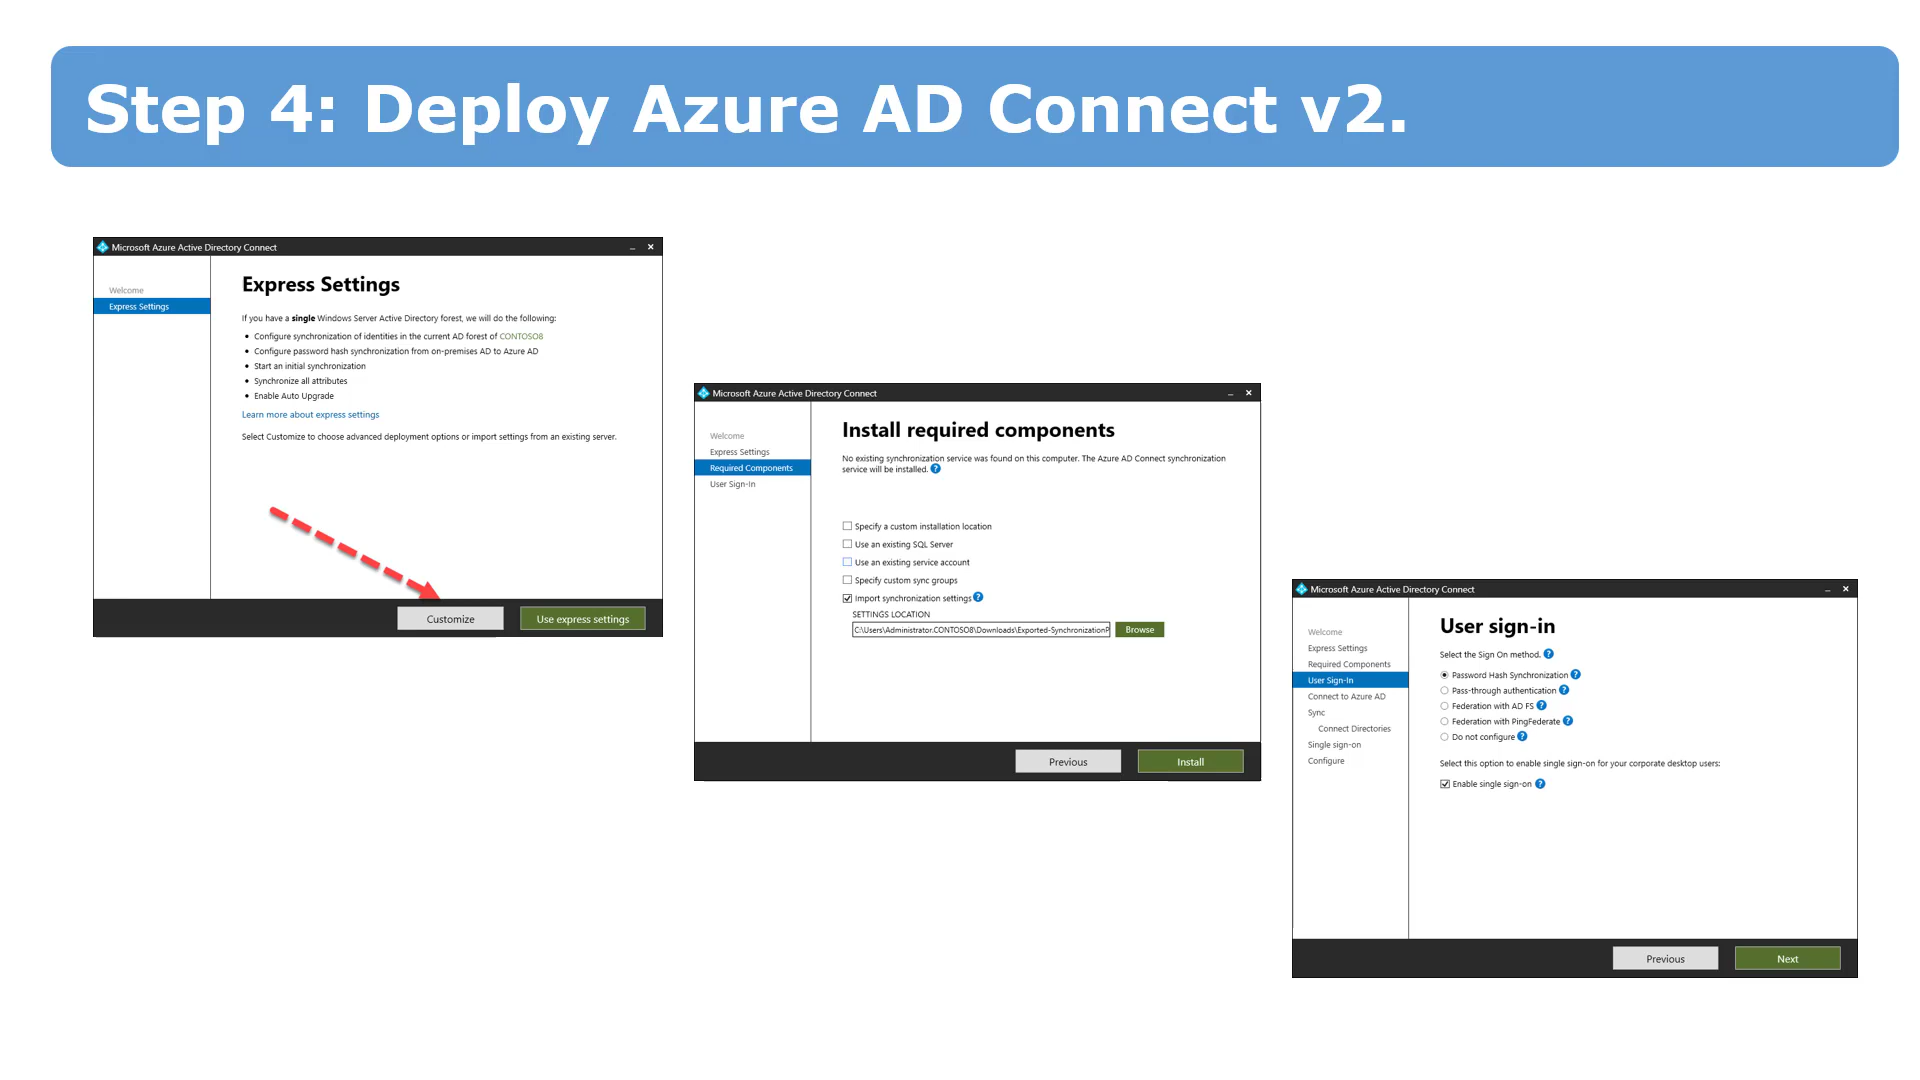 Step 4: Deploy Azure AD Connect v2.
Microsoft Azure Active Directory Connect
Welcome
Express Settings
Express Settings
If you have a single Windows Server Active Directory forest, we will do the following:
• Configure synchronization of identities in the current AD forest of CONTOSO8
• Configure password hash synchronization from on-premises AD to Azure AD
• Start an initial synchronization
• Synchronize all attributes
• Enable Auto Upgrade
Learn more about express settings
Select Customize to choose advanced deployment options or import settings from an existing server.
Customize
Use express settings
Microsoft Azure Active Directory Connect
Welcome
Express Settings
Required Components
User Sign-In
Install required components
No existing synchronization service was found on this computer. The Azure AD Connect synchronization
service will be installed. ?
Specify a custom installation location
Use an existing SQL Server
Use an existing service account
Specify custom sync groups
Import synchronization settings ?
SETTINGS LOCATION
C:\Users\Administrator.CONTOSO8\Downloads\Exported-SynchronizationP
Browse
Previous
Install
Microsoft Azure Active Directory Connect
Welcome
Express Settings
Required Components
User Sign-In
Connect to Azure AD
Sync
Connect Directories
Single sign-on
Configure
User sign-in
Select the Sign On method. ?
Password Hash Synchronization ?
Pass-through authentication ?
Federation with AD FS ?
Federation with PingFederate ?
Do not configure ?
Select this option to enable single sign-on for your corporate desktop users:
Enable single sign-on ?
Previous
Next